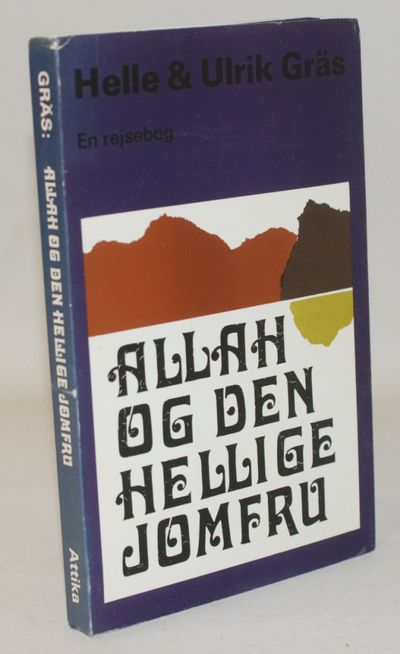 Helle & Ulrik Gräs
En rejsebog
ALLAH
OG DEN
HELLIGE
JOMFRU
GRÄS: ALLAH OG DEN HELLIGE JOMFRU Attika